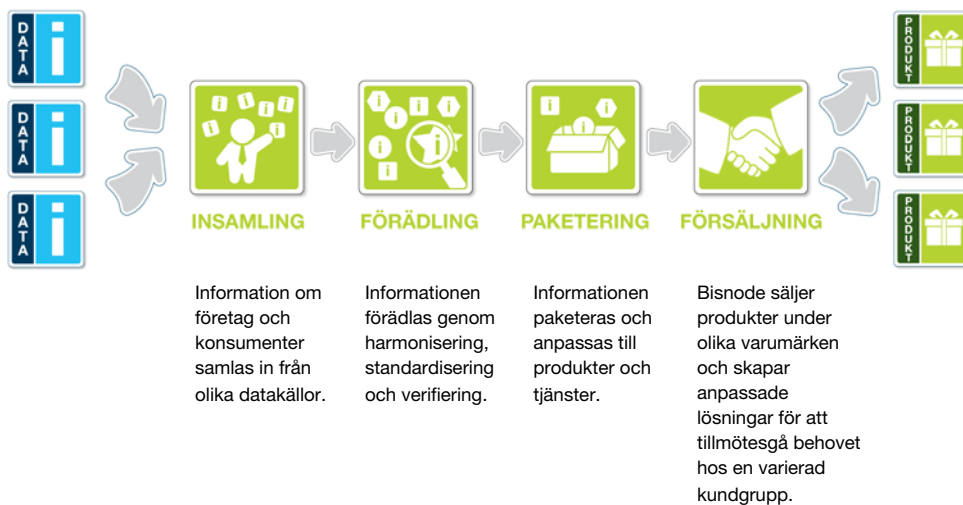 DATA
DATA
DATA
INSAMLING
FÖRÄDLING
PAKETERING
FÖRSÄLJNING
PRODUKT
PRODUKT
PRODUKT
Information om
företag och
konsumenter
samlas in från
olika datakällor.
Informationen
förädlas genom
harmonisering,
standardisering
och verifiering.
Informationen
paketeras och
anpassas till
produkter och
tjänster.
Bisnode säljer
produkter under
olika varumärken
och skapar
anpassade
lösningar för att
tillmötesgå behovet
hos en varierad
kundgrupp.